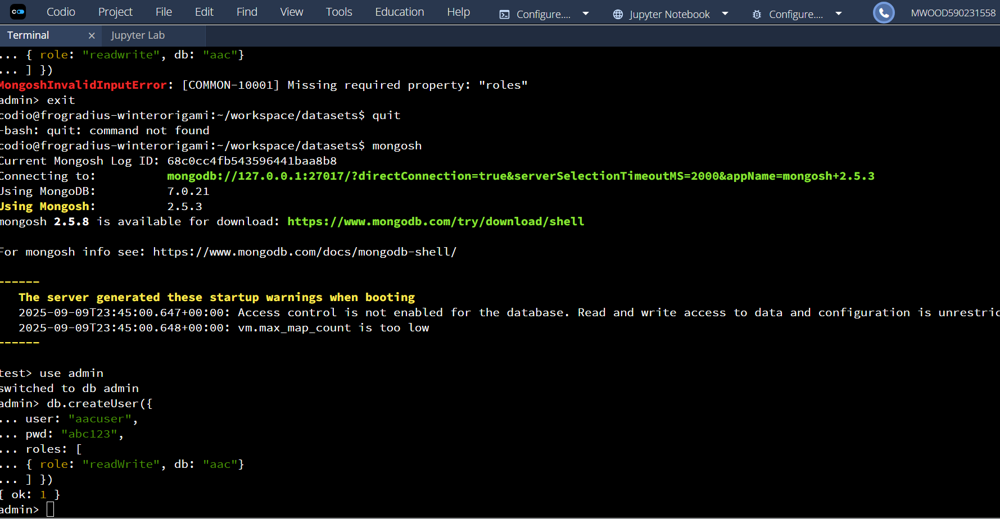 Codio Project File Edit Find View Tools Education Help Configure.... Jupyter Notebook Configure.... MWOOD590231558
Terminal × Jupyter Lab
... { role: "readwrite", db: "aac"}
... ] })
MongoshInvalidInputError: [COMMON-10001] Missing required property: "roles"
admin> exit
codio@frogradius-winterorigami:~/workspace/datasets$ quit
-bash: quit: command not found
codio@frogradius-winterorigami:~/workspace/datasets$ mongosh
Current Mongosh Log ID: 68c0cc4fb543596441baa8b8
Connecting to: mongodb://127.0.0.1:27017/?directConnection=true&serverSelectionTimeoutMS=2000&appName=mongosh+2.5.3
Using MongoDB: 7.0.21
Using Mongosh: 2.5.3
mongosh 2.5.8 is available for download: https://www.mongodb.com/try/download/shell
For mongosh info see: https://www.mongodb.com/docs/mongodb-shell/
------
The server generated these startup warnings when booting
2025-09-09T23:45:00.647+00:00: Access control is not enabled for the database. Read and write access to data and configuration is unrestric
2025-09-09T23:45:00.648+00:00: vm.max_map_count is too low
------
test> use admin
switched to db admin
admin> db.createUser({
... user: "aacuser",
... pwd: "abc123",
... roles: [
... { role: "readWrite", db: "aac"}
... ] })
{ ok: 1 }
admin>